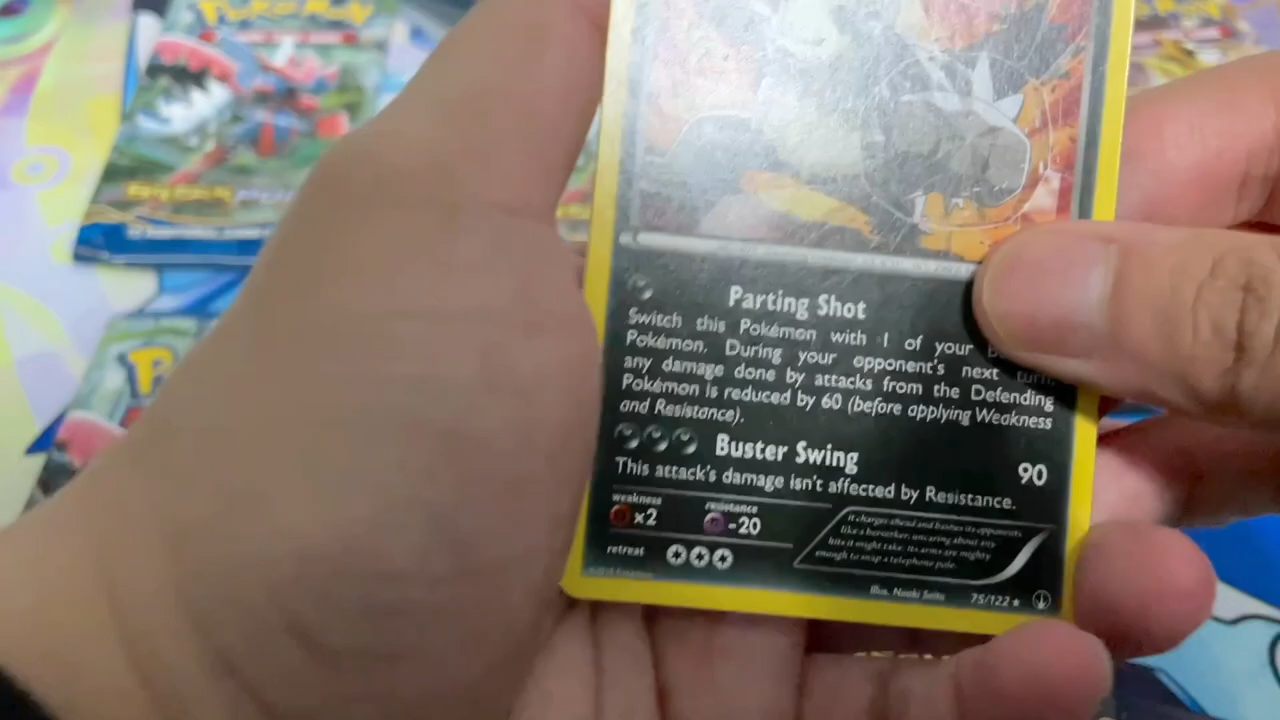 Pokémon
Parting Shot
Switch this Pokémon with 1 of your
Pokémon. During your opponent's next turn,
any damage done by attacks from the Defending
Pokémon is reduced by 60 (before applying Weakness
and Resistance).
Buster Swing 90
This attack's damage isn't affected by Resistance.
weakness resistance
x2 -20
retreat
It charges ahead and bashes its opponents
like a berserker, uncaring about any
hits it might take. Its arms are mighty
enough to snap a telephone pole.
Illus. Naoki Saito 75/122